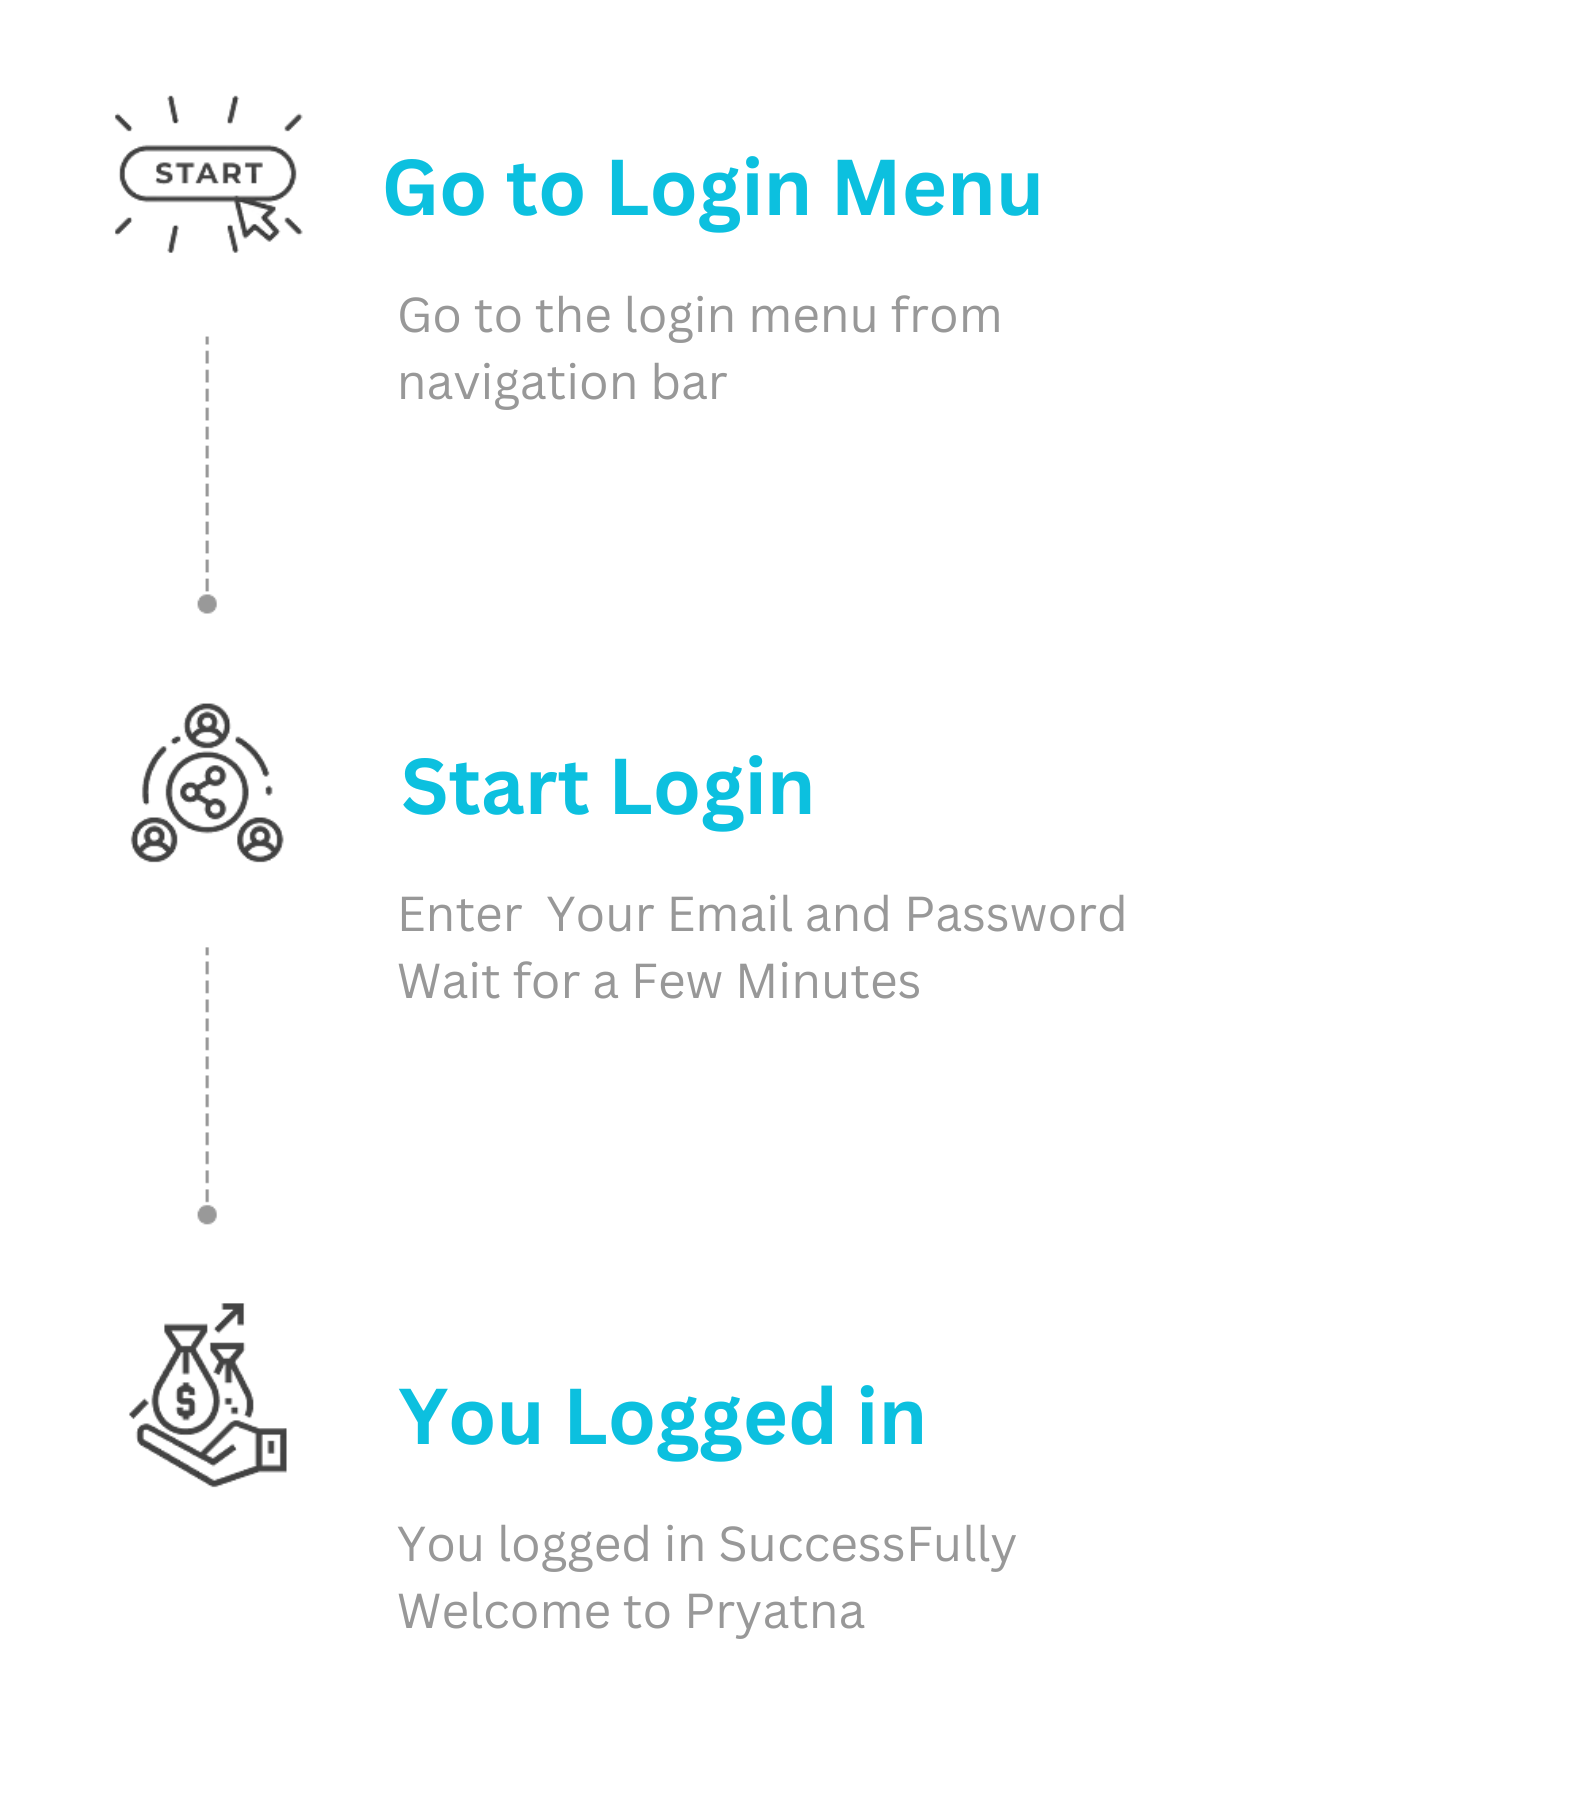 START
Go to Login Menu
Go to the login menu from
navigation bar
Start Login
Enter  Your Email and Password
Wait for a Few Minutes
$
You Logged in
You logged in SuccessFully
Welcome to Pryatna